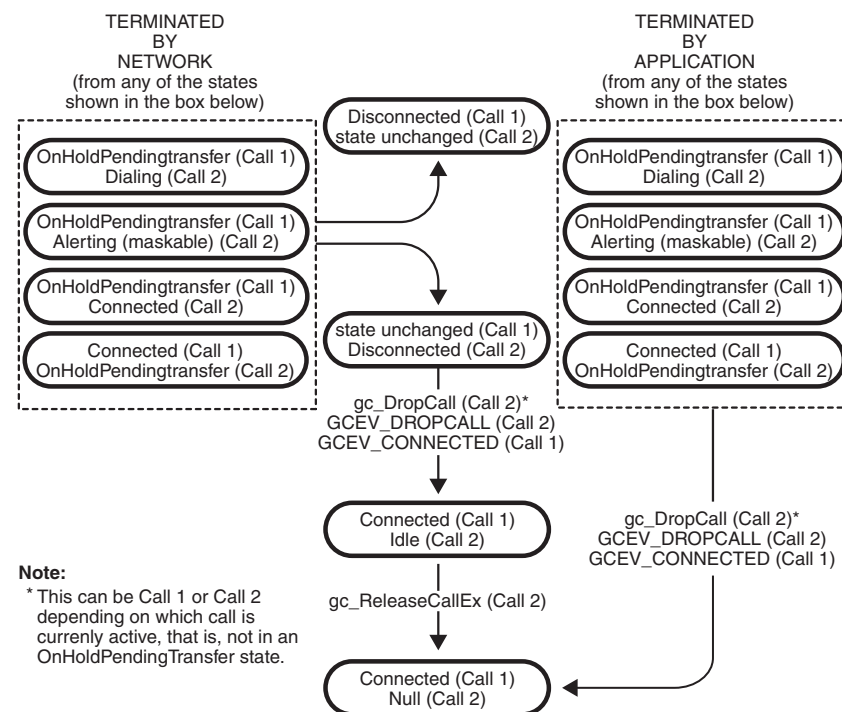 TERMINATED
BY
NETWORK
(from any of the states
shown in the box below)
OnHoldPendingtransfer (Call 1)
Dialing (Call 2)
OnHoldPendingtransfer (Call 1)
Alerting (maskable) (Call 2)
OnHoldPendingtransfer (Call 1)
Connected (Call 2)
Connected (Call 1)
OnHoldPendingtransfer (Call 2)
Disconnected (Call 1)
state unchanged (Call 2)
state unchanged (Call 1)
Disconnected (Call 2)
gc_DropCall (Call 2)*
GCEV_DROPCALL (Call 2)
GCEV_CONNECTED (Call 1)
Connected (Call 1)
Idle (Call 2)
gc_ReleaseCallEx (Call 2)
Connected (Call 1)
Null (Call 2)
TERMINATED
BY
APPLICATION
(from any of the states
shown in the box below)
OnHoldPendingtransfer (Call 1)
Dialing (Call 2)
OnHoldPendingtransfer (Call 1)
Alerting (maskable) (Call 2)
OnHoldPendingtransfer (Call 1)
Connected (Call 2)
Connected (Call 1)
OnHoldPendingtransfer (Call 2)
gc_DropCall (Call 2)*
GCEV_DROPCALL (Call 2)
GCEV_CONNECTED (Call 1)
Note:
* This can be Call 1 or Call 2
depending on which call is
currently active, that is, not in an
OnHoldPendingTransfer state.